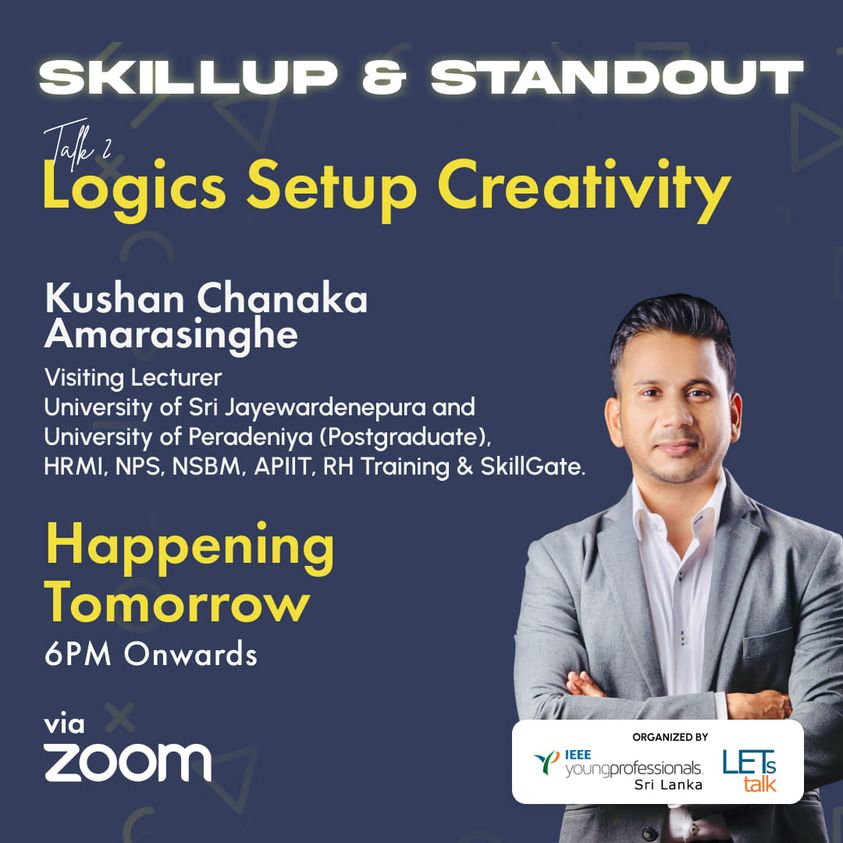 SKILLUP & STANDOUT
Talk 2
Logics Setup Creativity
Kushan Chanaka
Amarasinghe
Visiting Lecturer
University of Sri Jayewardenepura and
University of Peradeniya (Postgraduate),
HRMI, NPS, NSBM, APIIT, RH Training & SkillGate.
Happening
Tomorrow
6PM Onwards
via
zoom
ORGANIZED BY
IEEE
youngprofessionals
Sri Lanka
LETs
talk